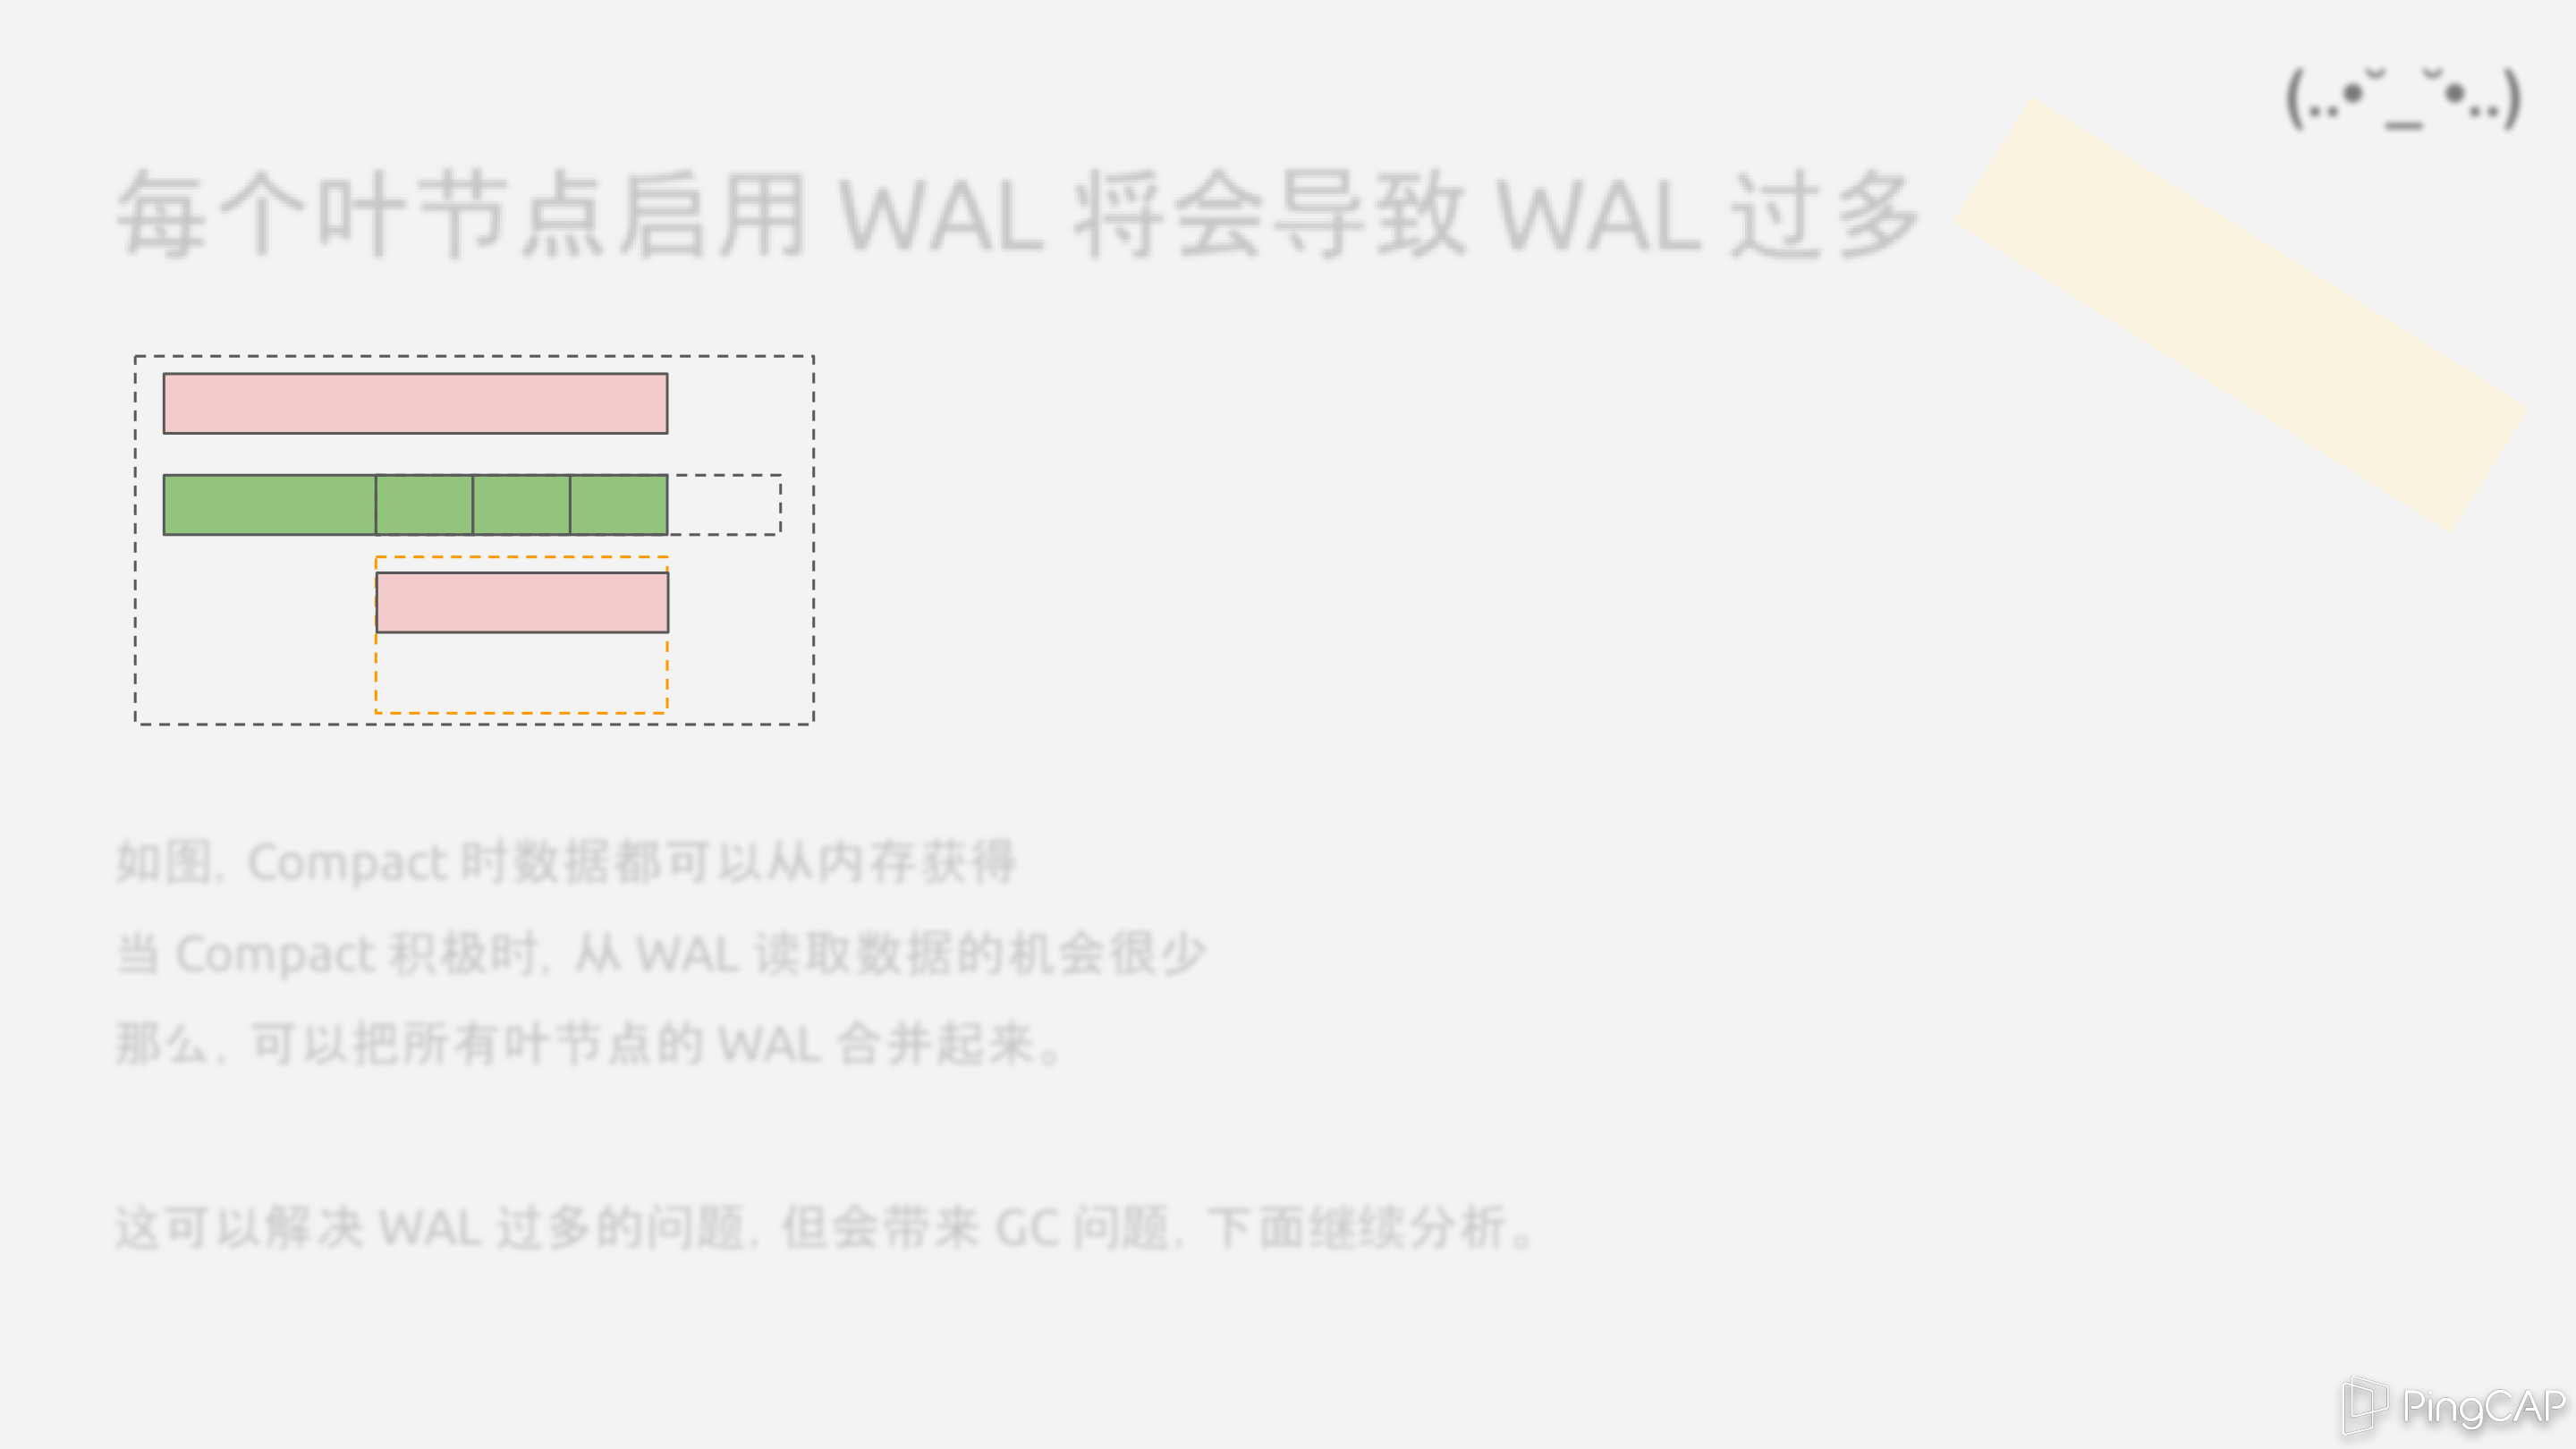 (..•˘_˘•..)
每个叶节点启用 WAL 将会导致 WAL 过多
如图，Compact 时数据都可以从内存获得
当 Compact 积极时，从 WAL 读取数据的机会很少
那么，可以把所有叶节点的 WAL 合并起来。
这可以解决 WAL 过多的问题，但会带来 GC 问题，下面继续分析。
PingCAP